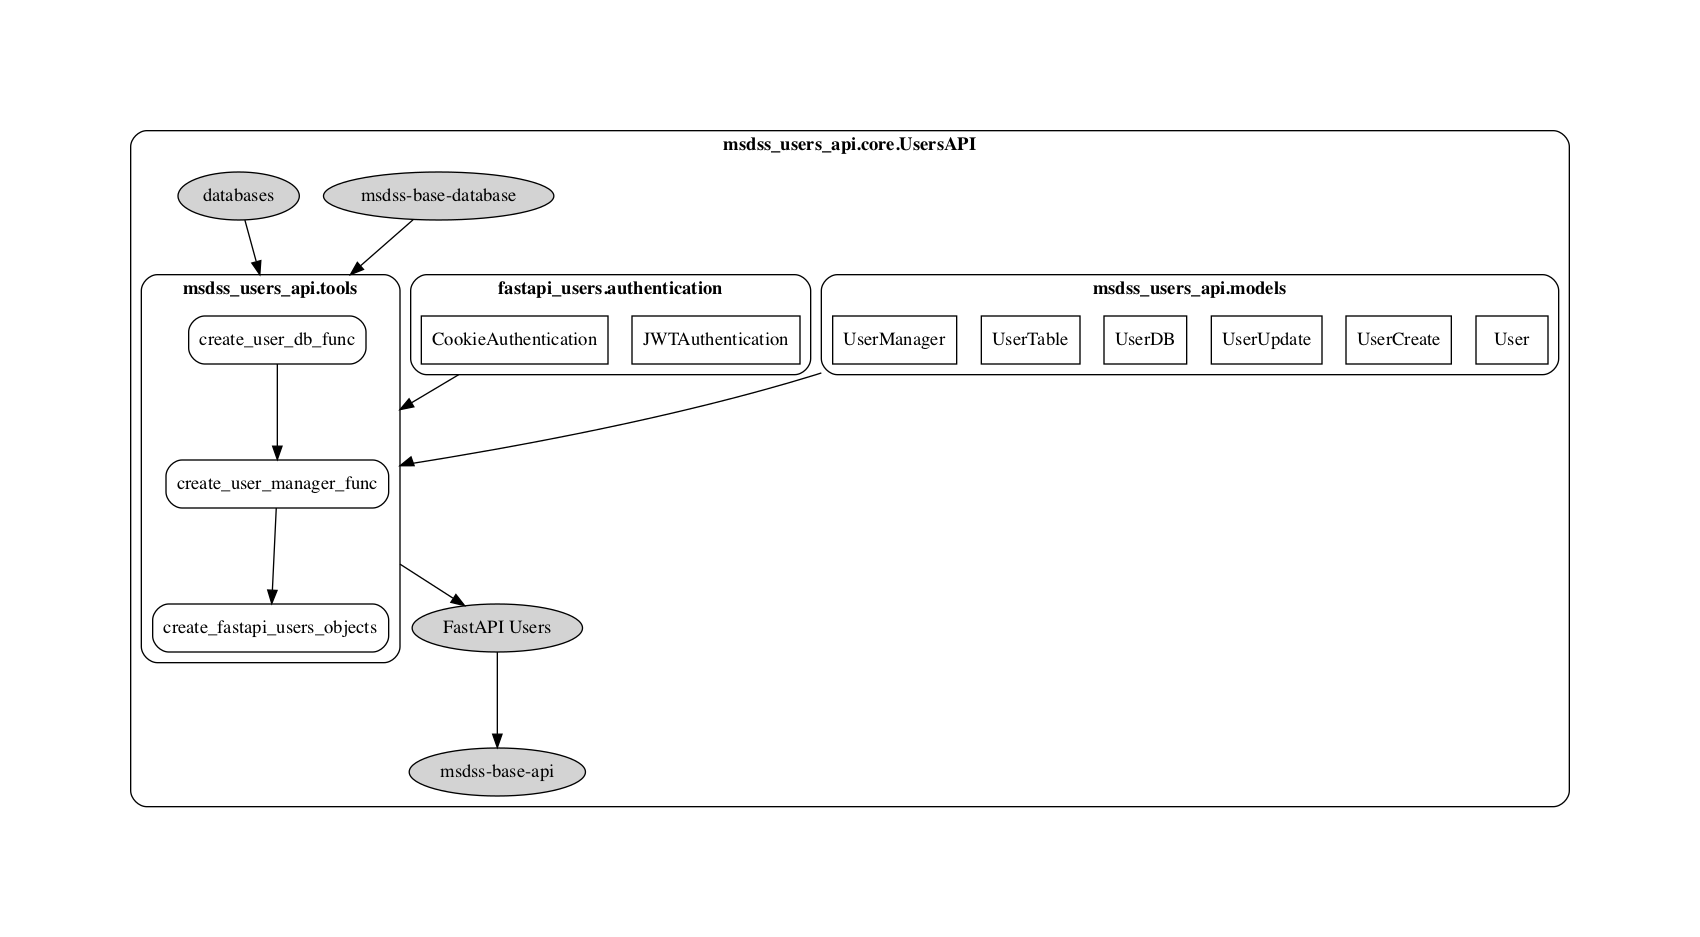 msdss_users_api.core.UsersAPI
databases
msdss-base-database
msdss_users_api.tools
fastapi_users.authentication
msdss_users_api.models
create_user_db_func
CookieAuthentication
JWTAuthentication
UserManager
UserTable
UserDB
UserUpdate
UserCreate
User
create_user_manager_func
create_fastapi_users_objects
FastAPI Users
msdss-base-api